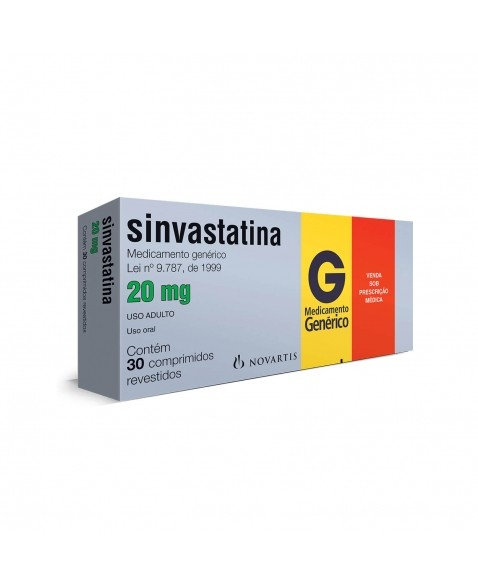 sinvastatina
20 mg
Contém 30 comprimidos revestidos
sinvastatina
Medicamento genérico
Lei nº 9.787, de 1999
20 mg
USO ADULTO
Uso oral
Contém
30 comprimidos
revestidos
NOVARTIS
G
Medicamento
Genérico
VENDA
SOB
PRESCRIÇÃO
MÉDICA